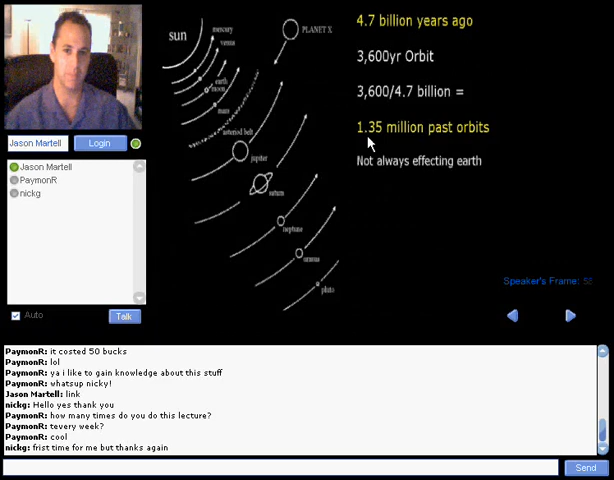 sun
mercury
venus
earth
moon
mars
asteriod belt
jupiter
saturn
neptune
uranus
pluto
PLANET X
4.7 billion years ago
3,600yr Orbit
3,600/4.7 billion =
1.35 million past orbits
Not always effecting earth
Speaker's Frame: 58
Jason Martell
Login
Jason Martell
PaymonR
nickg
Auto
Talk
PaymonR: it costed 50 bucks
PaymonR: lol
PaymonR: ya i like to gain knowledge about this stuff
PaymonR: whatsup nicky!
Jason Martell: link
nickg: Hello yes thank you
PaymonR: how many times do you do this lecture?
PaymonR: tevery week?
PaymonR: cool
nickg: frist time for me but thanks again
Send